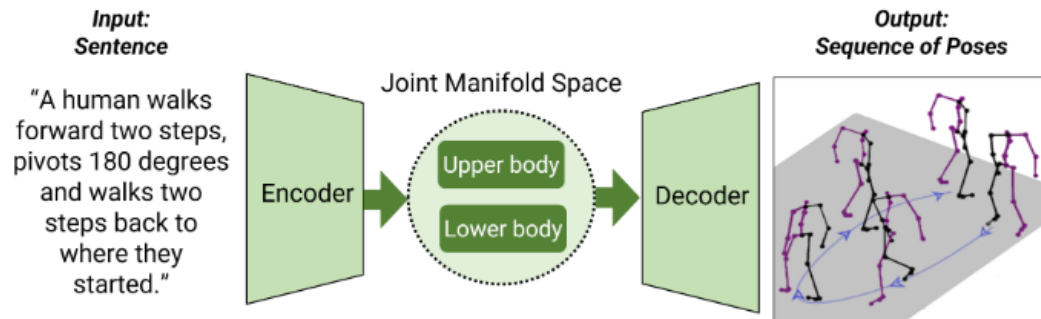 Input:
Sentence
“A human walks
forward two steps,
pivots 180 degrees
and walks two
steps back to
where they
started.”
Encoder
Joint Manifold Space
Upper body
Lower body
Decoder
Output:
Sequence of Poses